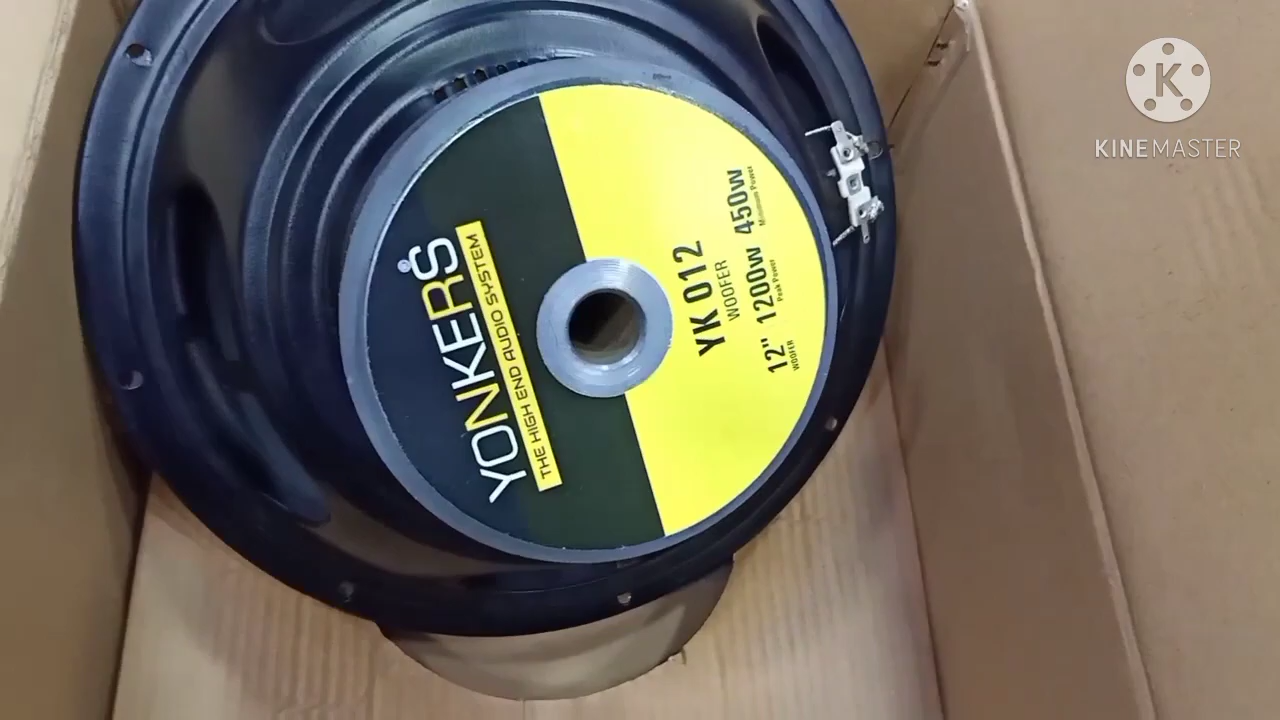 YONKERS
THE HIGH END AUDIO SYSTEM
YK 012
WOOFER
12" 1200w 450w
WOOFER Peak Power Minimum Power
K
KINEMASTER